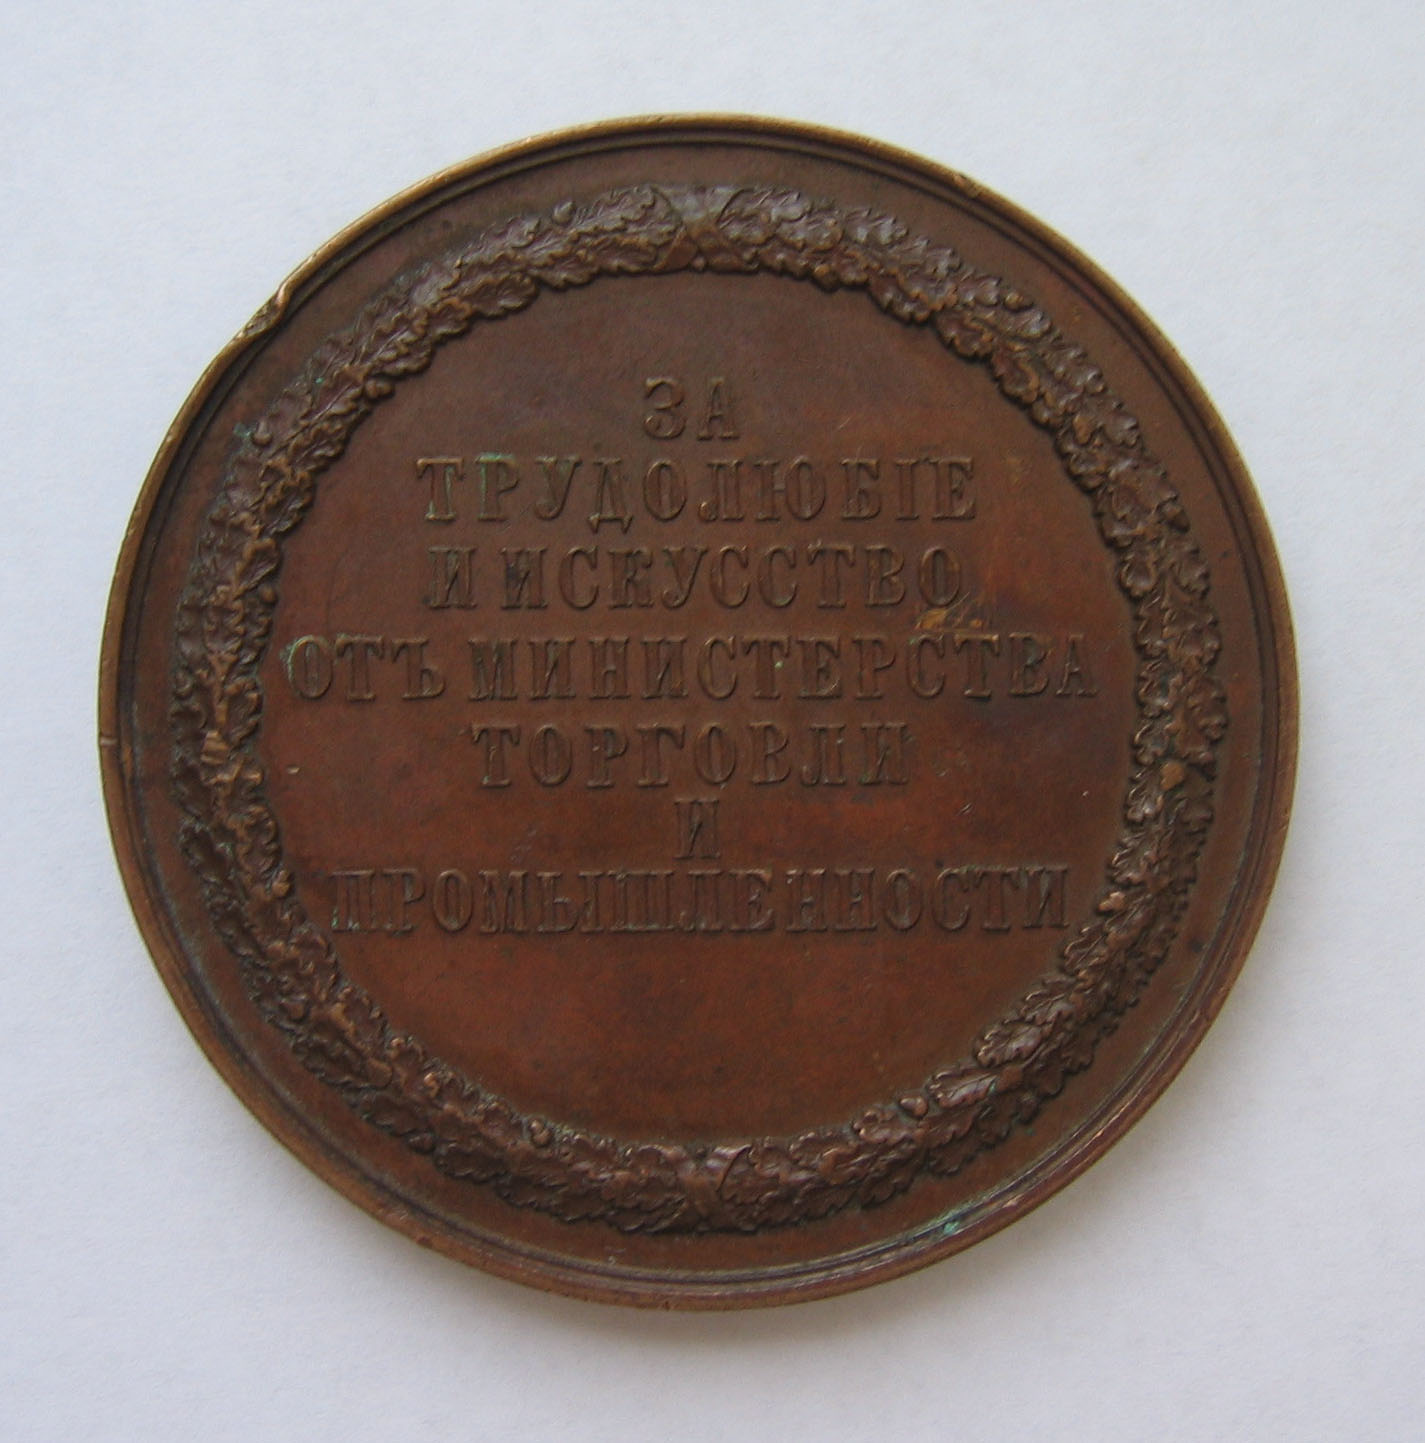 ЗА
ТРУДОЛЮБІЕ
И ИСКУССТВО
ОТЪ МИНИСТЕРСТВА
ТОРГОВЛИ
И
ПРОМЫШЛЕННОСТИ